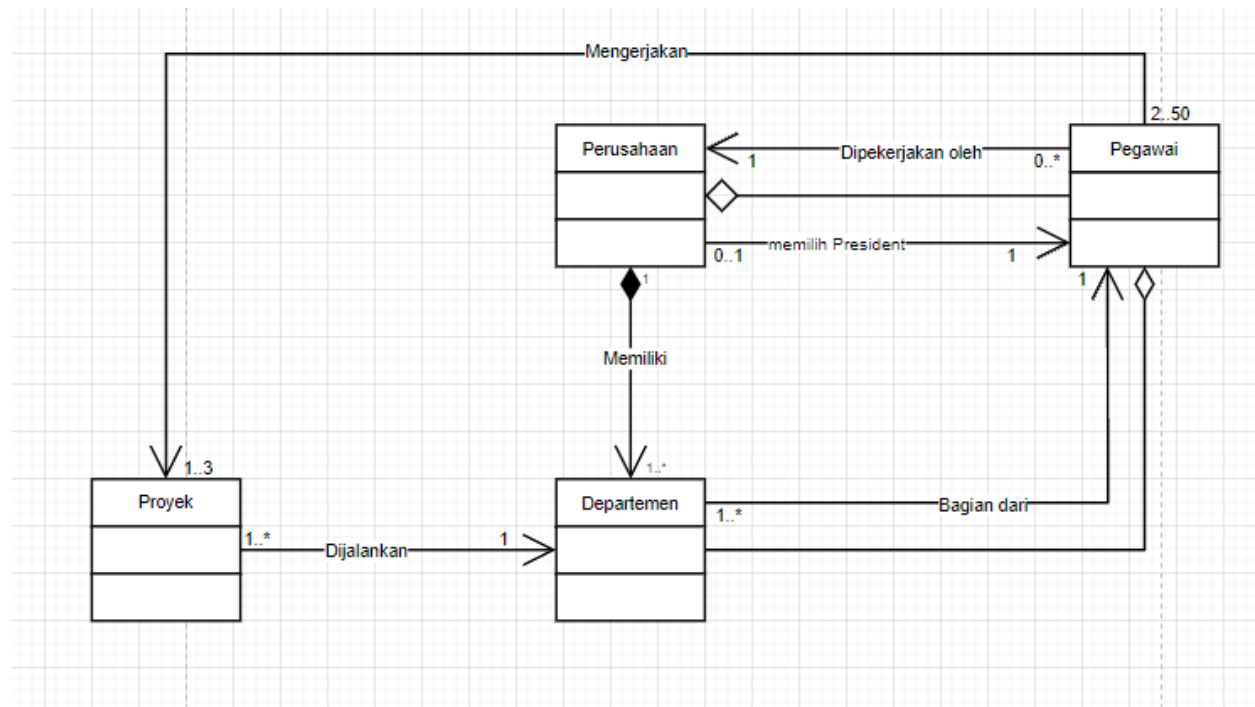 Mengerjakan
2..50
Perusahaan
Pegawai
1
Dipekerjakan oleh
0..*
0..1
memilih President
1
1
1
Memiliki
1..3
1..*
Proyek
Departemen
1..*
Bagian dari
1..*
Dijalankan
1